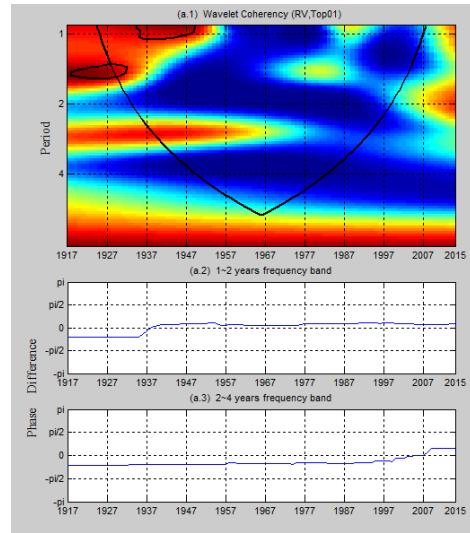 (a.1) Wavelet Coherency (RV,Top01)
1
2
4
Period
1917 1927 1937 1947 1957 1967 1977 1987 1997 2007 2015
(a.2) 1~2 years frequency band
pi
pi/2
0
-pi/2
-pi
1917 1927 1937 1947 1957 1967 1977 1987 1997 2007 2015
(a.3) 2~4 years frequency band
pi
pi/2
0
-pi/2
-pi
1917 1927 1937 1947 1957 1967 1977 1987 1997 2007 2015
Phase Difference